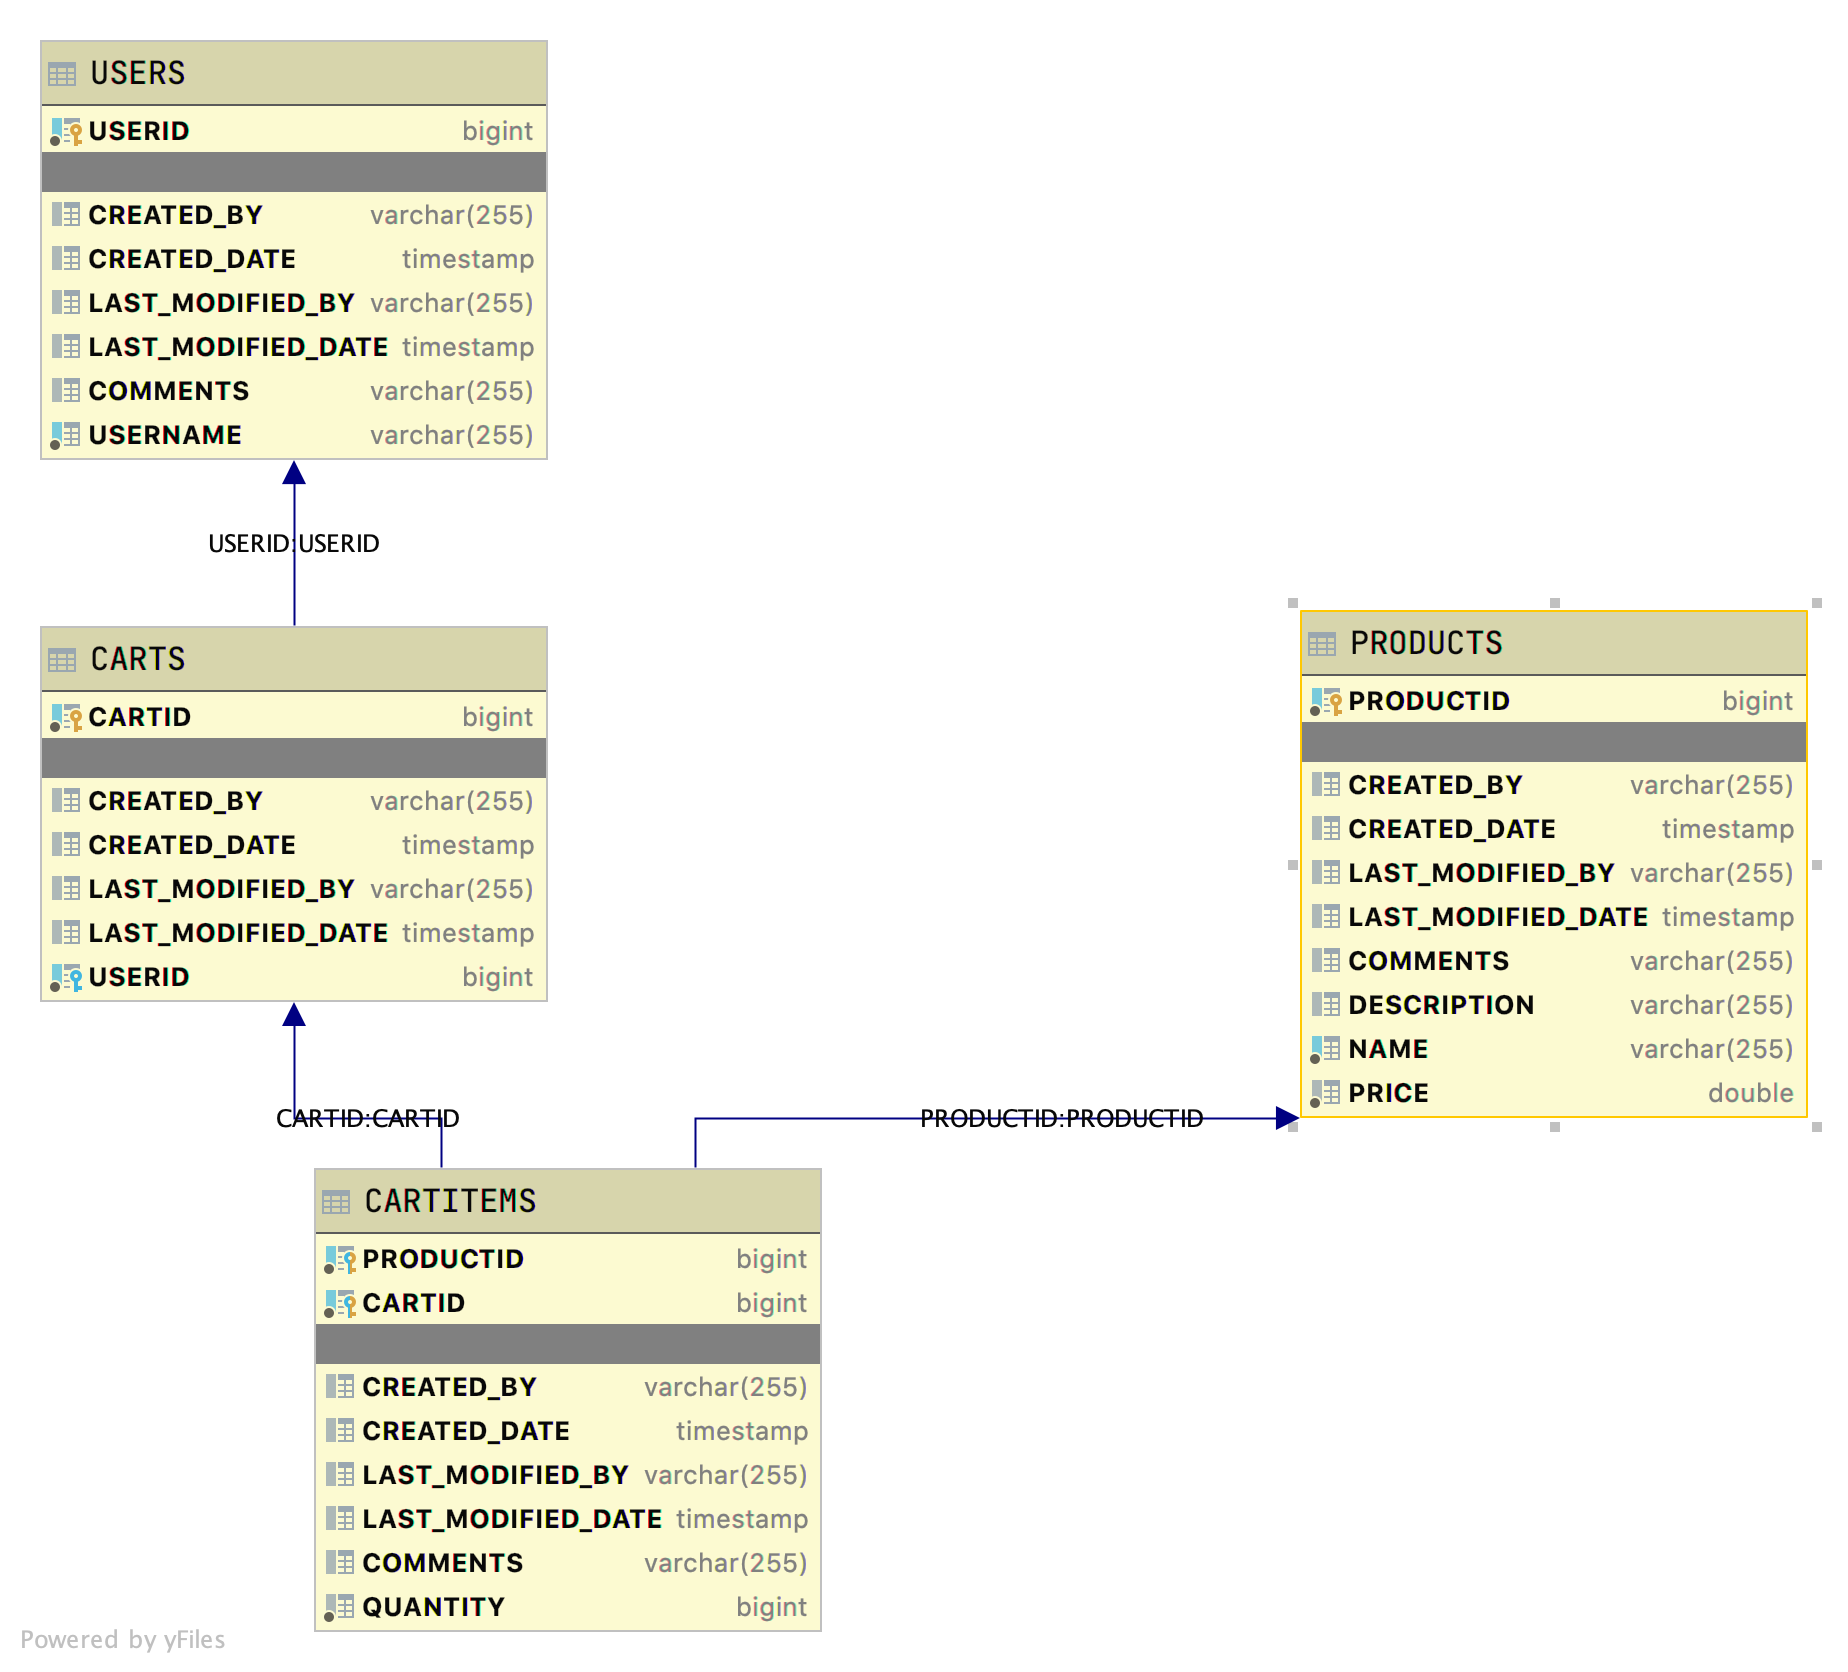 USERS
USERID bigint
CREATED_BY varchar(255)
CREATED_DATE timestamp
LAST_MODIFIED_BY varchar(255)
LAST_MODIFIED_DATE timestamp
COMMENTS varchar(255)
USERNAME varchar(255)
USERID:USERID
CARTS
CARTID bigint
CREATED_BY varchar(255)
CREATED_DATE timestamp
LAST_MODIFIED_BY varchar(255)
LAST_MODIFIED_DATE timestamp
USERID bigint
PRODUCTS
PRODUCTID bigint
CREATED_BY varchar(255)
CREATED_DATE timestamp
LAST_MODIFIED_BY varchar(255)
LAST_MODIFIED_DATE timestamp
COMMENTS varchar(255)
DESCRIPTION varchar(255)
NAME varchar(255)
PRICE double
CARTID:CARTID
PRODUCTID:PRODUCTID
CARTITEMS
PRODUCTID bigint
CARTID bigint
CREATED_BY varchar(255)
CREATED_DATE timestamp
LAST_MODIFIED_BY varchar(255)
LAST_MODIFIED_DATE timestamp
COMMENTS varchar(255)
QUANTITY bigint
Powered by yFiles